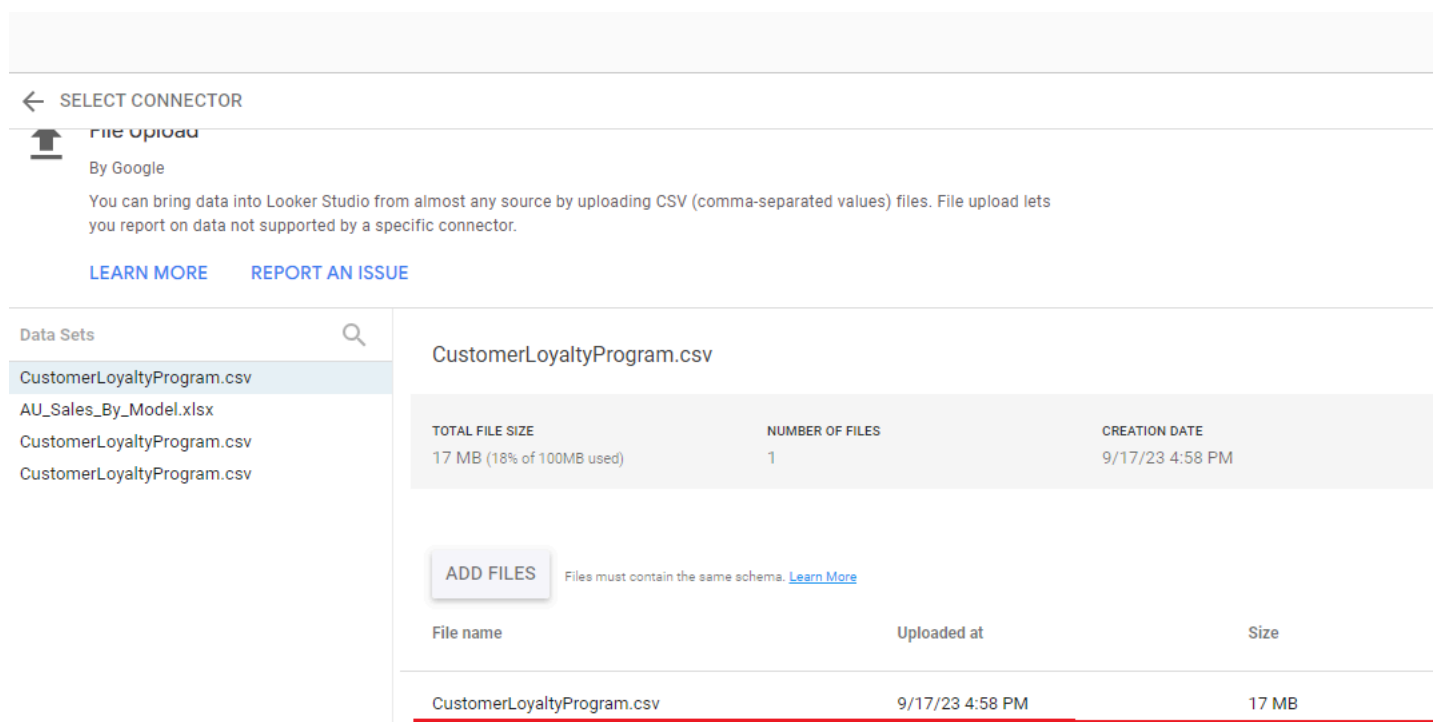 SELECT CONNECTOR
File Upload
By Google
You can bring data into Looker Studio from almost any source by uploading CSV (comma-separated values) files. File upload lets
you report on data not supported by a specific connector.
LEARN MORE REPORT AN ISSUE
Data Sets
CustomerLoyaltyProgram.csv
AU_Sales_By_Model.xlsx
CustomerLoyaltyProgram.csv
CustomerLoyaltyProgram.csv
CustomerLoyaltyProgram.csv
TOTAL FILE SIZE NUMBER OF FILES CREATION DATE
17 MB (18% of 100MB used) 1 9/17/23 4:58 PM
ADD FILES Files must contain the same schema. Learn More
File name Uploaded at Size
CustomerLoyaltyProgram.csv 9/17/23 4:58 PM 17 MB